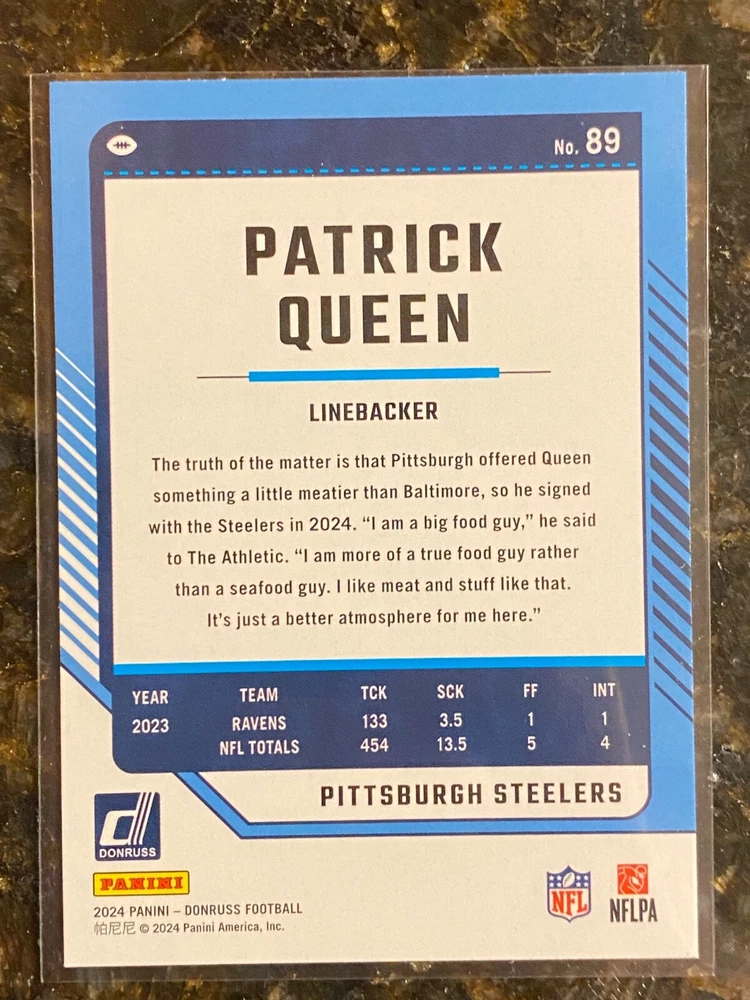 No. 89
PATRICK
QUEEN
LINEBACKER
The truth of the matter is that Pittsburgh offered Queen
something a little meatier than Baltimore, so he signed
with the Steelers in 2024. “I am a big food guy,” he said
to The Athletic. “I am more of a true food guy rather
than a seafood guy. I like meat and stuff like that.
It’s just a better atmosphere for me here.”
YEAR TEAM TCK SCK FF INT
2023 RAVENS 133 3.5 1 1
NFL TOTALS 454 13.5 5 4
PITTSBURGH STEELERS
d
DONRUSS
PANINI
NFL
NFLPA
2024 PANINI – DONRUSS FOOTBALL
帕尼尼 © 2024 Panini America, Inc.